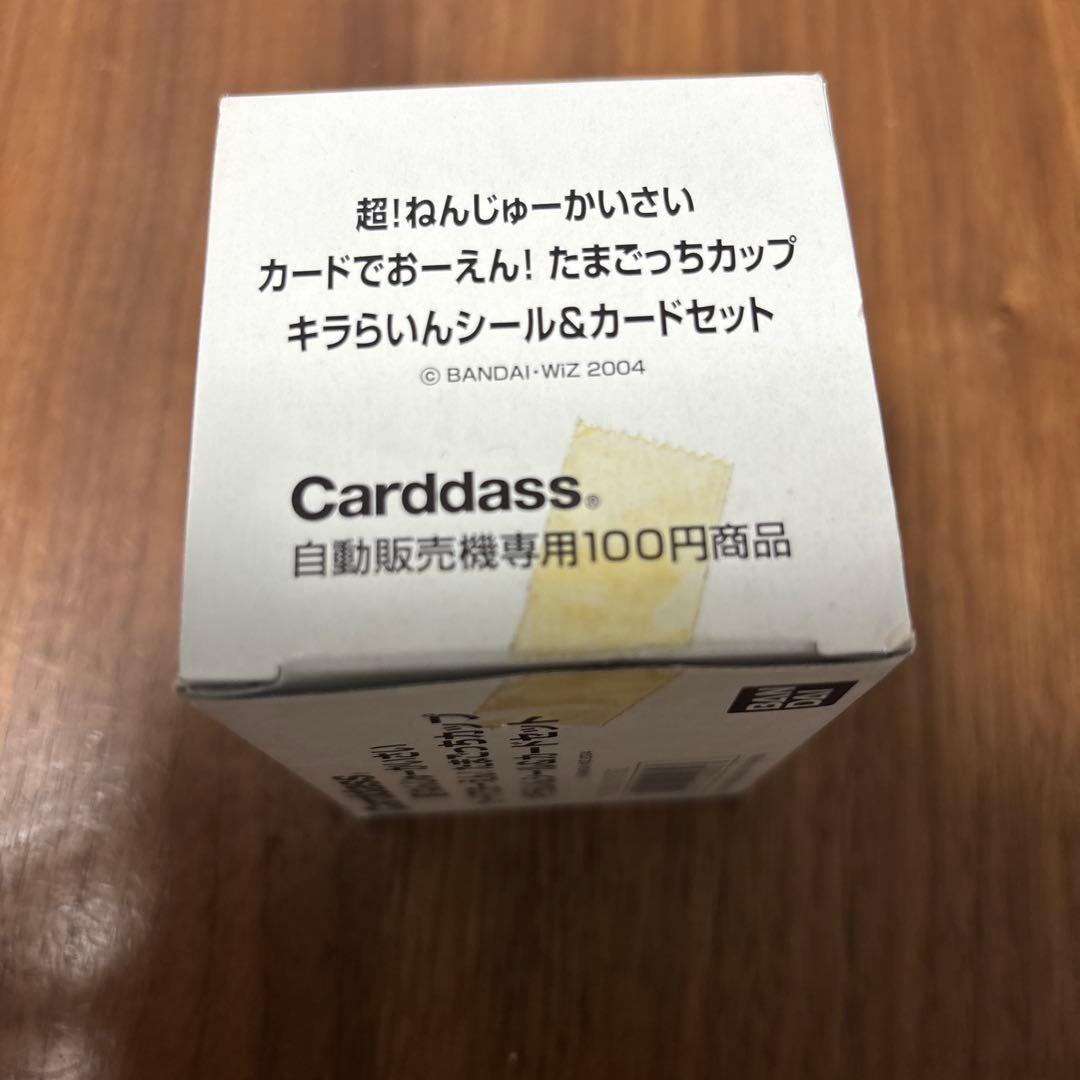 超!ねんじゅーかいさい
カードでおーえん! たまごっちカップ
キラらいんシール&カードセット
© BANDAI・WiZ 2004
Carddass®
自動販売機専用100円商品
BAN
DAI